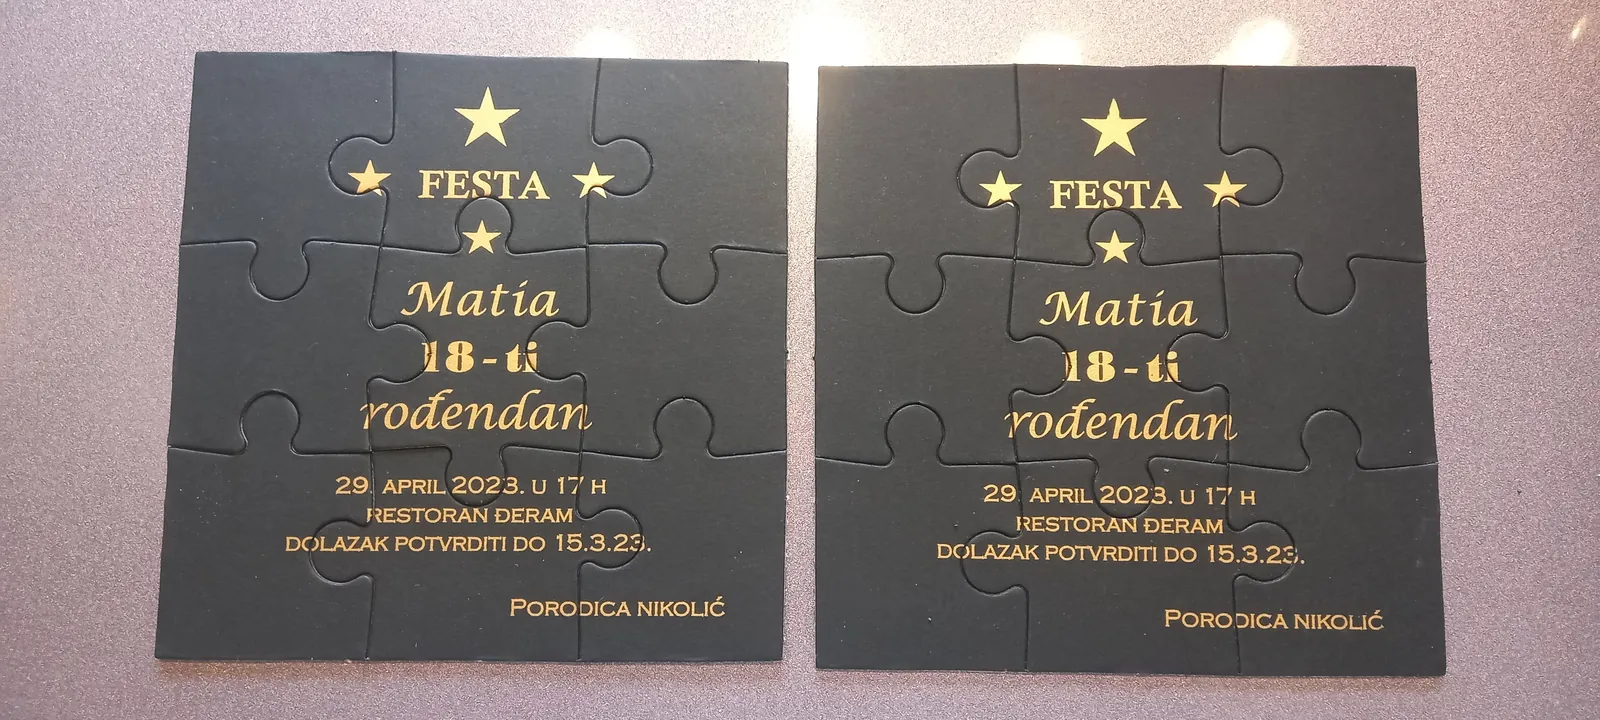 FESTA
Matia
18-ti
rođendan
29. APRIL 2023. U 17 H
RESTORAN ĐERAM
DOLAZAK POTVRDITI DO 15.3.23.
PORODICA NIKOLIĆ
FESTA
Matia
18-ti
rođendan
29. APRIL 2023. U 17 H
RESTORAN ĐERAM
DOLAZAK POTVRDITI DO 15.3.23.
PORODICA NIKOLIĆ